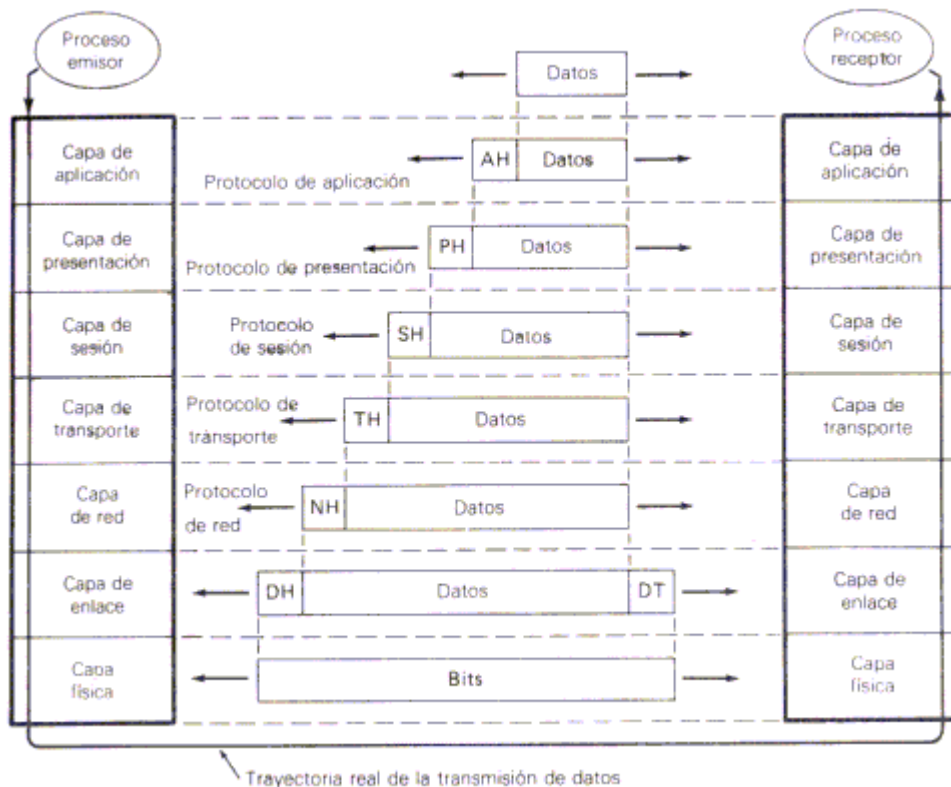 Proceso
emisor
Proceso
receptor
Datos
Capa de
aplicación
Protocolo de aplicación
AH
Datos
Capa de
aplicación
Capa de
presentación
Protocolo de presentación
PH
Datos
Capa de
presentación
Capa de
sesión
Protocolo
de sesión
SH
Datos
Capa de
sesión
Capa de
transporte
Protocolo de
transporte
TH
Datos
Capa de
transporte
Capa
de red
Protocolo
de red
NH
Datos
Capa
de red
Capa de
enlace
DH
Datos
DT
Capa de
enlace
Capa
física
Bits
Capa
física
Trayectoria real de la transmisión de datos